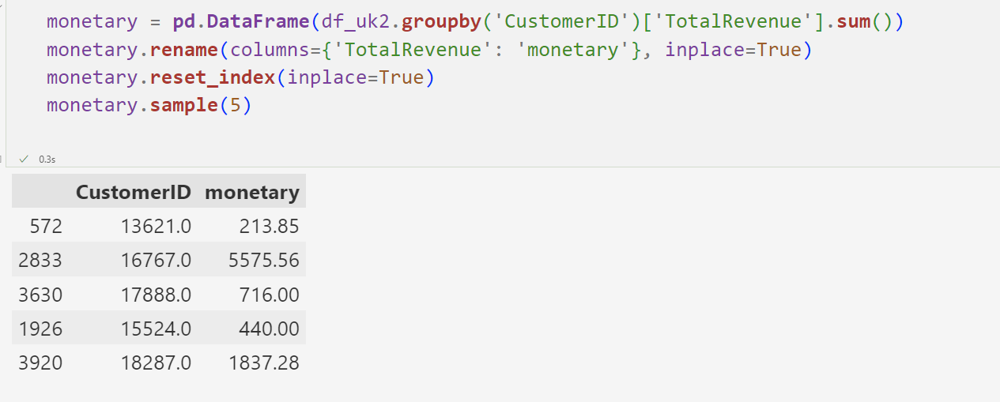 monetary = pd.DataFrame(df_uk2.groupby('CustomerID')['TotalRevenue'].sum())
monetary.rename(columns={'TotalRevenue': 'monetary'}, inplace=True)
monetary.reset_index(inplace=True)
monetary.sample(5)
0.3s
CustomerID monetary
572 13621.0 213.85
2833 16767.0 5575.56
3630 17888.0 716.00
1926 15524.0 440.00
3920 18287.0 1837.28